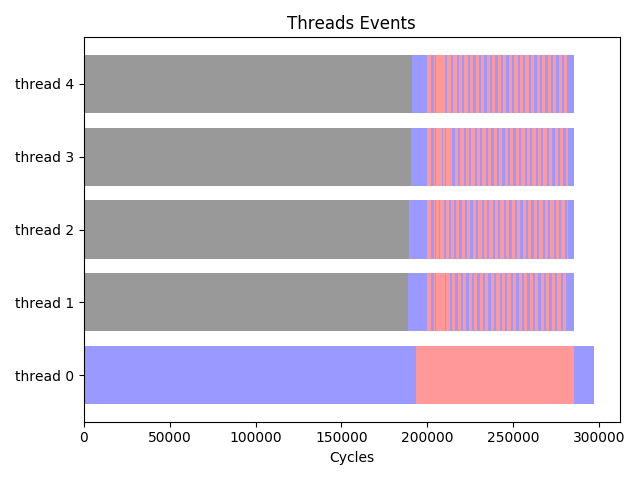 Threads Events
thread 4
thread 3
thread 2
thread 1
thread 0
0 50000 100000 150000 200000 250000 300000
Cycles